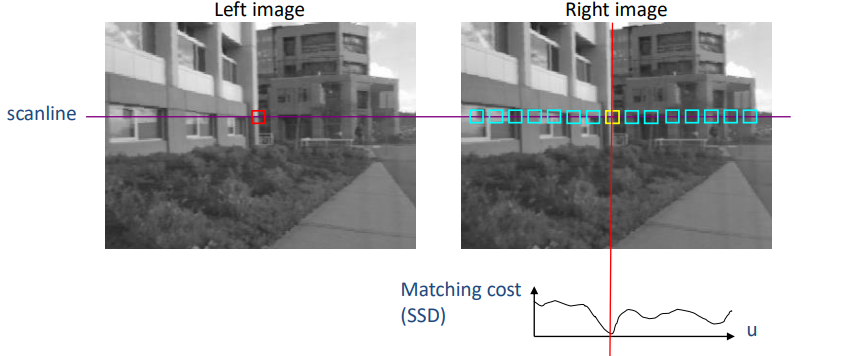 Left image
Right image
scanline
Matching cost
(SSD)
u